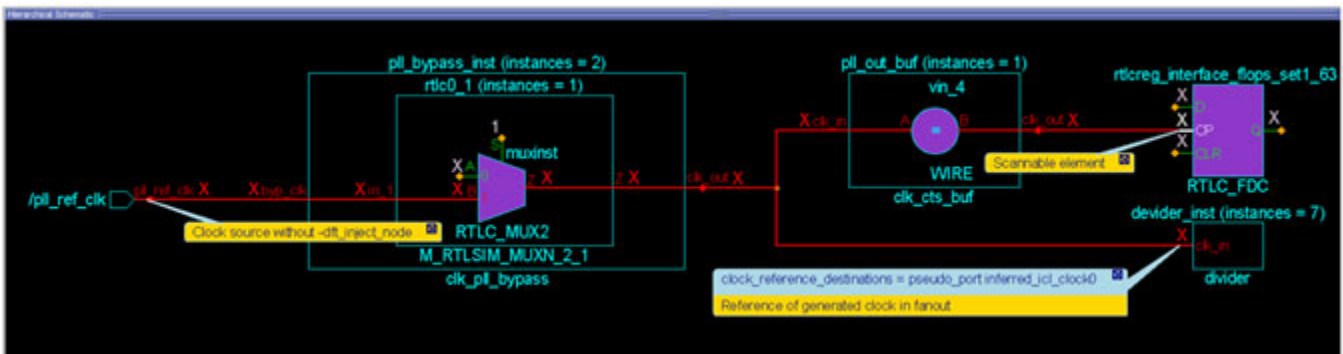 Hierarchical Schematic
pll_bypass_inst (instances = 2)
rtlc0_1 (instances = 1)
pll_out_buf (instances = 1)
rtlcreg_interface_flops_set1_63
vin_4
1
S
muxinst
X A
0
X clk_in
A
B
clk_out X
X
D
X
CP
X
CLR
X
Q
Scannable element
/pll_ref_clk
pll_ref_clk X
X byp_clk
X in_1
X B
Z X
Z X
clk_out X
WIRE
clk_cts_buf
RTLC_FDC
Clock source without -dft_inject_node
RTLC_MUX2
M_RTLSIM_MUXN_2_1
clk_pll_bypass
devider_inst (instances = 7)
X
clk_in
divider
clock_reference_destinations = pseudo_port inferred_icl_clock0
Reference of generated clock in fanout